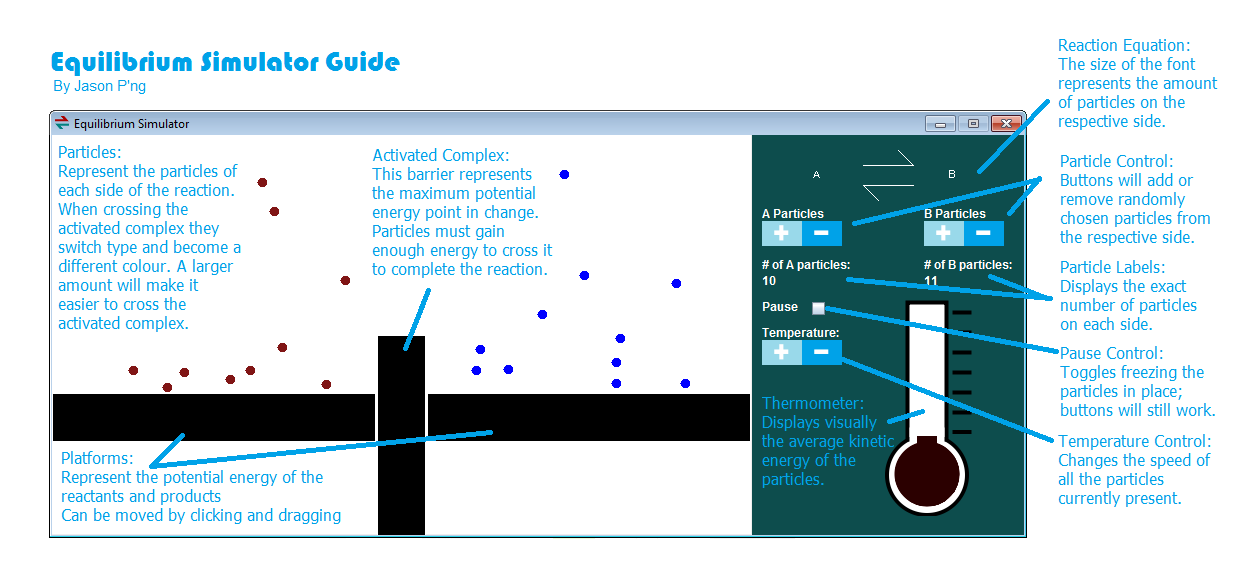 Equilibrium Simulator Guide
By Jason P'ng
Equilibrium Simulator
Particles:
Represent the particles of
each side of the reaction.
When crossing the
activated complex they
switch type and become a
different colour. A larger
amount will make it
easier to cross the
activated complex.
Activated Complex:
This barrier represents
the maximum potential
energy point in change.
Particles must gain
enough energy to cross it
to complete the reaction.
Platforms:
Represent the potential energy of the
reactants and products
Can be moved by clicking and dragging
A
B
A Particles
B Particles
+ −
+ −
# of A particles:
10
# of B particles:
11
Pause
Temperature:
+ −
Thermometer:
Displays visually
the average kinetic
energy of the
particles.
Reaction Equation:
The size of the font
represents the amount
of particles on the
respective side.
Particle Control:
Buttons will add or
remove randomly
chosen particles from
the respective side.
Particle Labels:
Displays the exact
number of particles
on each side.
Pause Control:
Toggles freezing the
particles in place;
buttons will still work.
Temperature Control:
Changes the speed of
all the particles
currently present.